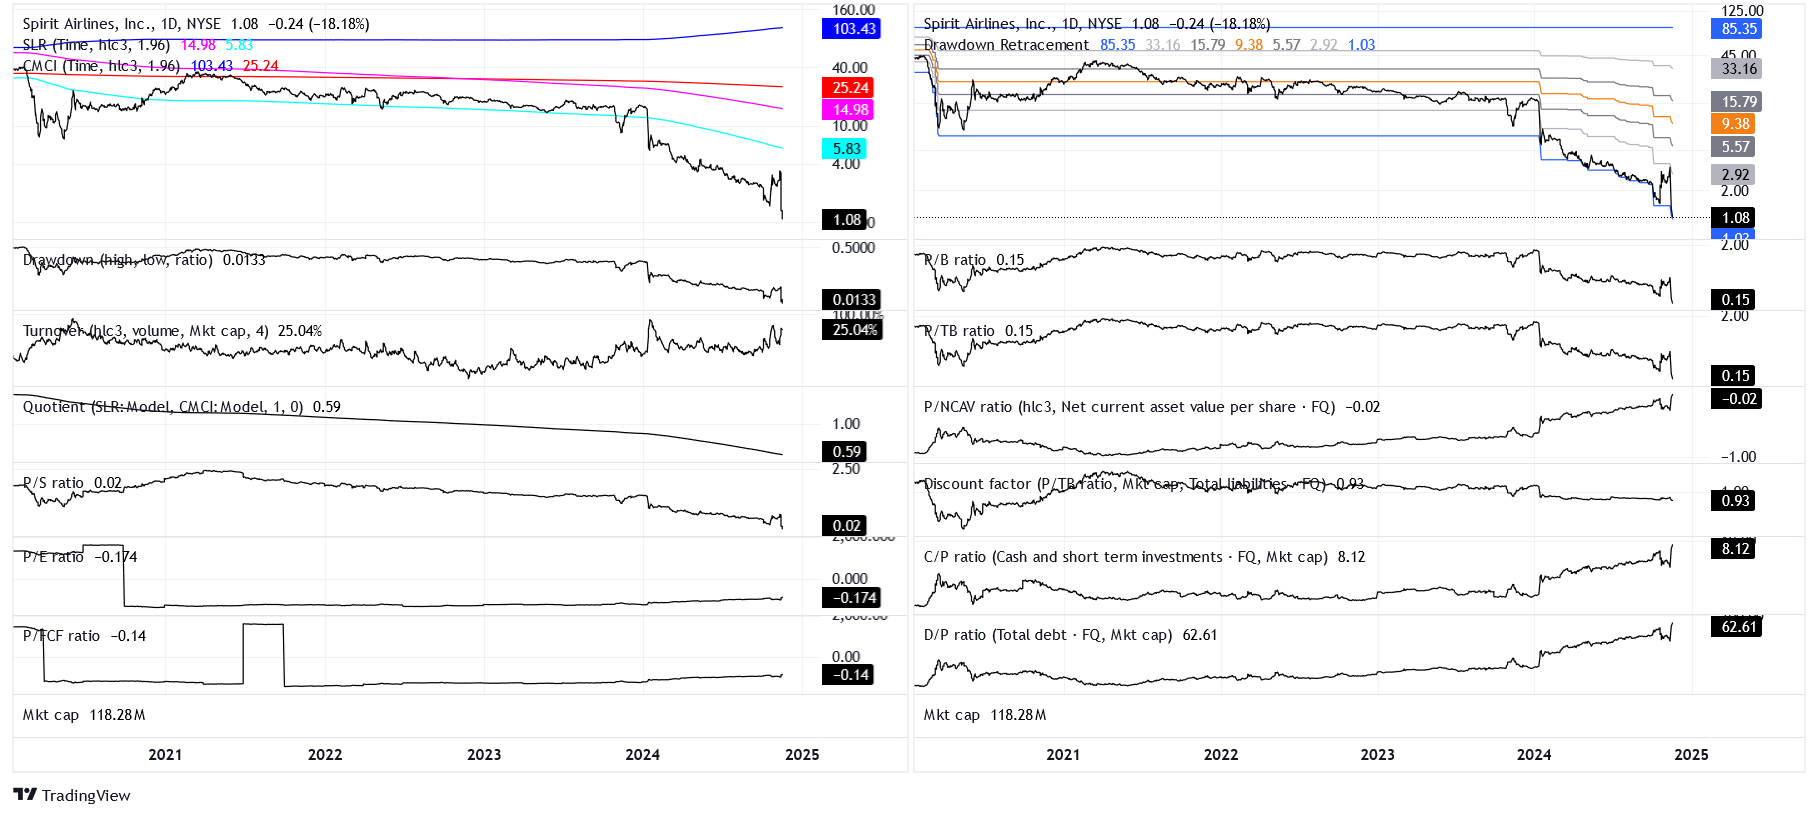 Spirit Airlines, Inc., 1D, NYSE 1.08 −0.24 (−18.18%)
SLR (Time, hlc3, 1.96) 14.98 5.83
CMCI (Time, hlc3, 1.96) 103.43 25.24
160.00
103.43
40.00
25.24
14.98
10.00
5.83
4.00
1.08
Drawdown (high, low, ratio) 0.0133
0.5000
0.0133
Turnover (hlc3, volume, Mkt cap, 4) 25.04%
100.00%
25.04%
Quotient (SLR: Model, CMCI: Model, 1, 0) 0.59
1.00
0.59
P/S ratio 0.02
2.50
0.02
P/E ratio −0.174
2,000.000
0.000
−0.174
P/FCF ratio −0.14
2,000.00
0.00
−0.14
Mkt cap 118.28M
2021 2022 2023 2024 2025
Spirit Airlines, Inc., 1D, NYSE 1.08 −0.24 (−18.18%)
Drawdown Retracement 85.35 33.16 15.79 9.38 5.57 2.92 1.03
125.00
85.35
45.00
33.16
15.79
9.38
5.57
2.92
2.00
1.08
1.03
P/B ratio 0.15
2.00
0.15
P/TB ratio 0.15
2.00
0.15
P/NCAV ratio (hlc3, Net current asset value per share · FQ) −0.02
−0.02
−1.00
Discount factor (P/TB ratio, Mkt cap, Total liabilities · FQ) 0.93
1.00
0.93
C/P ratio (Cash and short term investments · FQ, Mkt cap) 8.12
8.12
D/P ratio (Total debt · FQ, Mkt cap) 62.61
62.61
Mkt cap 118.28M
2021 2022 2023 2024 2025
TradingView